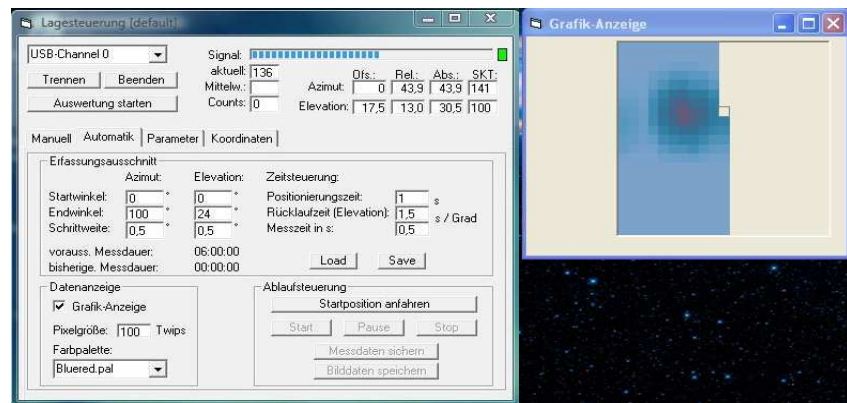 Lagesteuerung [default]
USB-Channel 0
Trennen Beenden
Auswertung starten
Signal:
aktuell: 136
Mittelw.:
Counts: 0
Ofs.: Rel.: Abs.: SKT:
Azimut: 0 43,9 43,9 141
Elevation: 17,5 13,0 30,5 100
Manuell Automatik Parameter Koordinaten
Erfassungsausschnitt
Azimut: Elevation:
Startwinkel: 0 ° 0 °
Endwinkel: 100 ° 24 °
Schrittweite: 0,5 ° 0,5 °
vorauss. Messdauer: 06:00:00
bisherige. Messdauer: 00:00:00
Zeitsteuerung:
Positionierungszeit: 1 s
Rücklaufzeit (Elevation): 1,5 s / Grad
Messzeit in s: 0,5
Load Save
Datenanzeige
Grafik-Anzeige
Pixelgröße: 100 Twips
Farbpalette:
Bluered.pal
Ablaufsteuerung
Startposition anfahren
Start Pause Stop
Messdaten sichern
Bilddaten speichern
Grafik-Anzeige